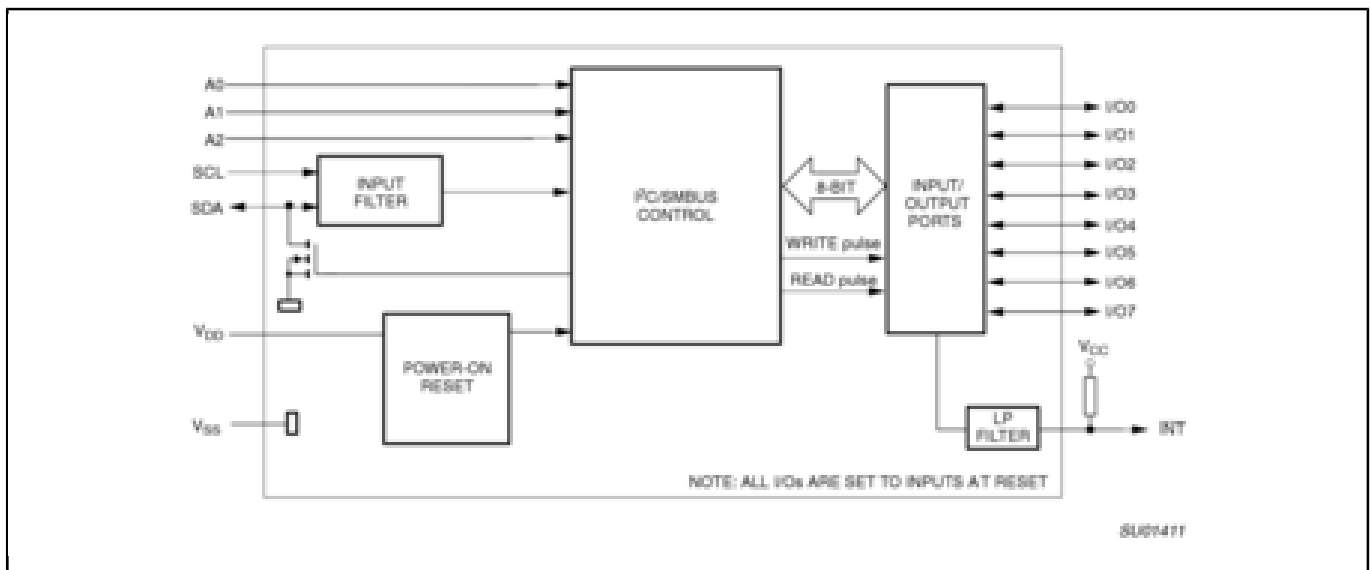 A0
A1
A2
SCL
SDA
INPUT
FILTER
I²C/SMBUS
CONTROL
8-BIT
WRITE pulse
READ pulse
INPUT/
OUTPUT
PORTS
I/O0
I/O1
I/O2
I/O3
I/O4
I/O5
I/O6
I/O7
VDD
POWER-ON
RESET
VSS
VCC
LP
FILTER
INT
NOTE: ALL I/Os ARE SET TO INPUTS AT RESET
SU01411